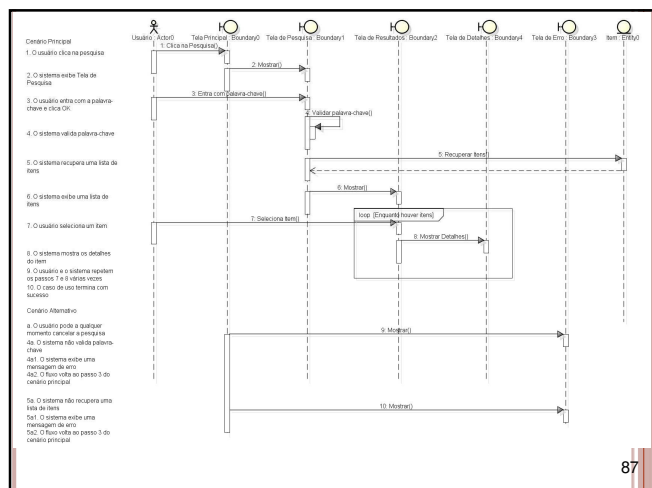 Usuário : Actor0
Tela Principal : Boundary0
Tela de Pesquisa : Boundary1
Tela de Resultados : Boundary2
Tela de Detalhes : Boundary4
Tela de Erro : Boundary3
Item : Entity0
Cenário Principal
1. O usuário clica na pesquisa
1: Clica na Pesquisa()
2. O sistema exibe Tela de
Pesquisa
2: Mostrar()
3. O usuário entra com a palavra-
chave e clica OK
3: Entra com palavra-chave()
4. O sistema valida palavra-chave
4: Validar palavra-chave()
5. O sistema recupera uma lista de
itens
5: Recuperar Itens()
6. O sistema exibe uma lista de
itens
6: Mostrar()
7. O usuário seleciona um item
7: Seleciona Item()
loop [Enquanto houver itens]
8: Mostrar Detalhes()
8. O sistema mostra os detalhes
do item
9. O usuário e o sistema repetem
os passos 7 e 8 várias vezes
10. O caso de uso termina com
sucesso
Cenário Alternativo
a. O usuário pode a qualquer
momento cancelar a pesquisa
9: Mostrar()
4a. O sistema não valida palavra-
chave
4a1. O sistema exibe uma
mensagem de erro
4a2. O fluxo volta ao passo 3 do
cenário principal
5a. O sistema não recupera uma
lista de itens
10: Mostrar()
5a1. O sistema exibe uma
mensagem de erro
5a2. O fluxo volta ao passo 3 do
cenário principal
87